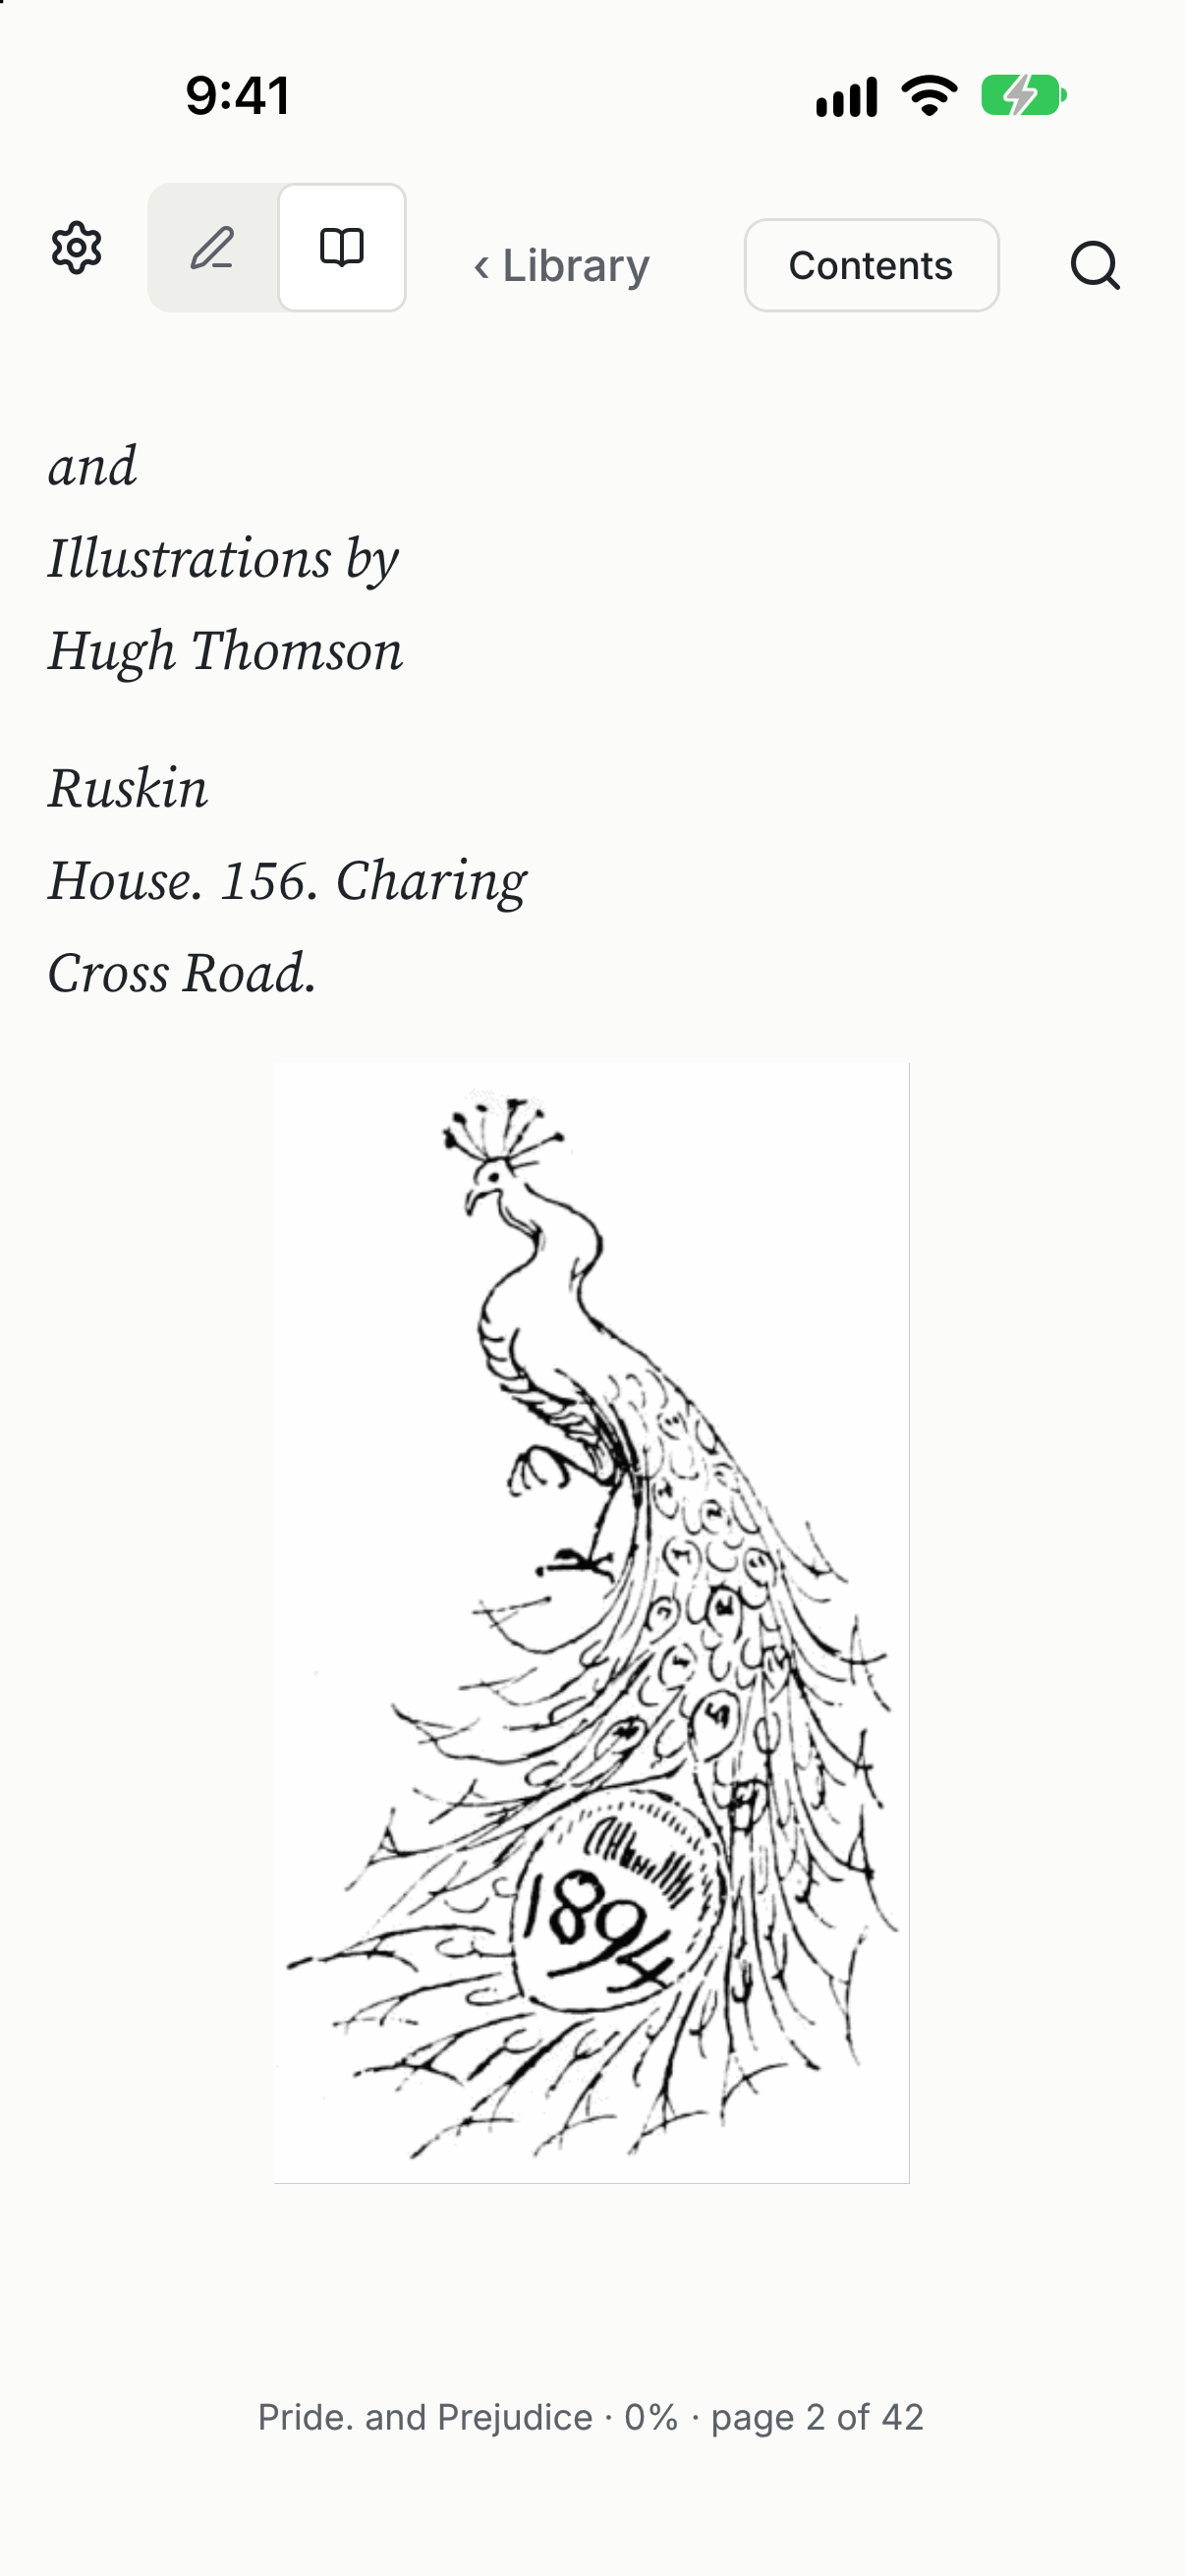 9:41
‹ Library
Contents
and
Illustrations by
Hugh Thomson
Ruskin
House. 156. Charing
Cross Road.
1894
Pride. and Prejudice · 0% · page 2 of 42